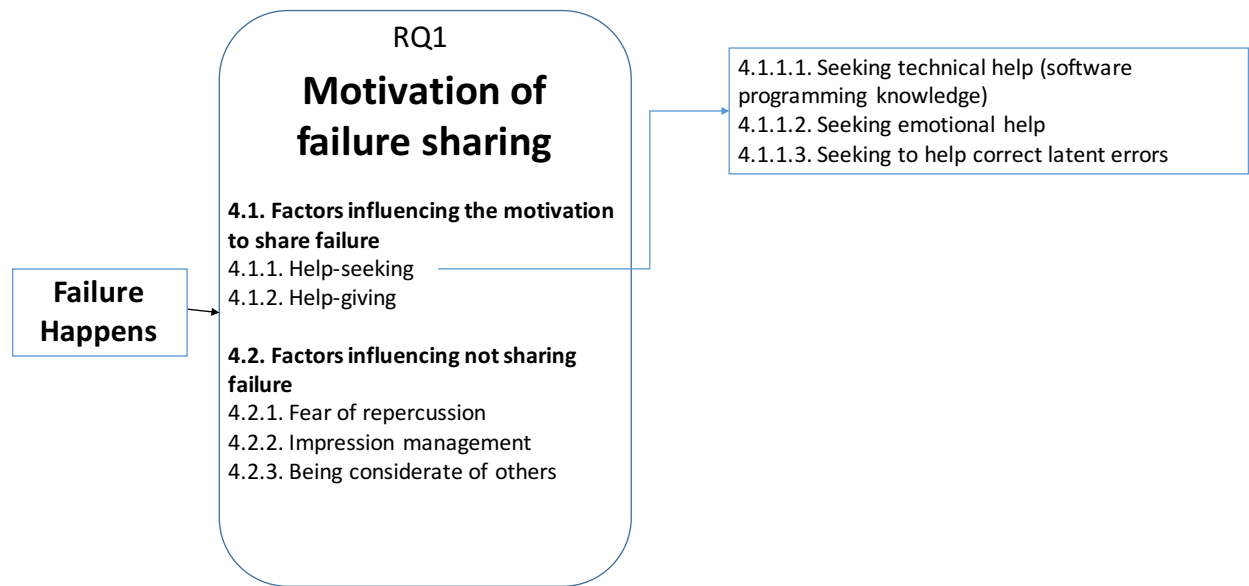 RQ1
Motivation of
failure sharing
4.1. Factors influencing the motivation
to share failure
4.1.1. Help-seeking
4.1.2. Help-giving
4.2. Factors influencing not sharing
failure
4.2.1. Fear of repercussion
4.2.2. Impression management
4.2.3. Being considerate of others
Failure
Happens
4.1.1.1. Seeking technical help (software
programming knowledge)
4.1.1.2. Seeking emotional help
4.1.1.3. Seeking to help correct latent errors